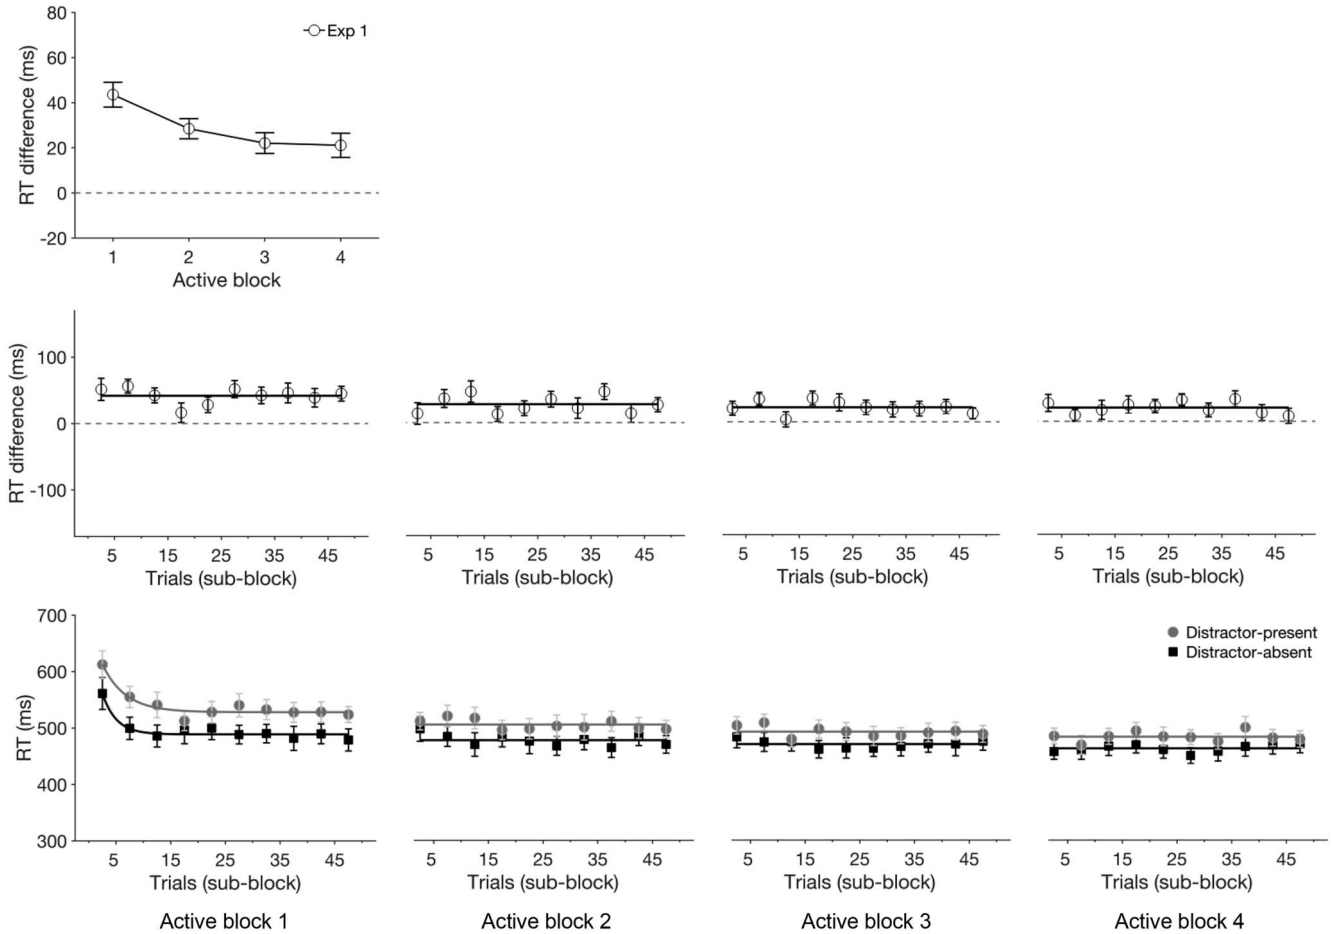 80
60
40
20
0
-20
RT difference (ms)
Exp 1
1 2 3 4
Active block
100
0
-100
RT difference (ms)
5 15 25 35 45
Trials (sub-block)
5 15 25 35 45
Trials (sub-block)
5 15 25 35 45
Trials (sub-block)
5 15 25 35 45
Trials (sub-block)
700
600
500
400
300
RT (ms)
Distractor-present
Distractor-absent
5 15 25 35 45
Trials (sub-block)
Active block 1
5 15 25 35 45
Trials (sub-block)
Active block 2
5 15 25 35 45
Trials (sub-block)
Active block 3
5 15 25 35 45
Trials (sub-block)
Active block 4